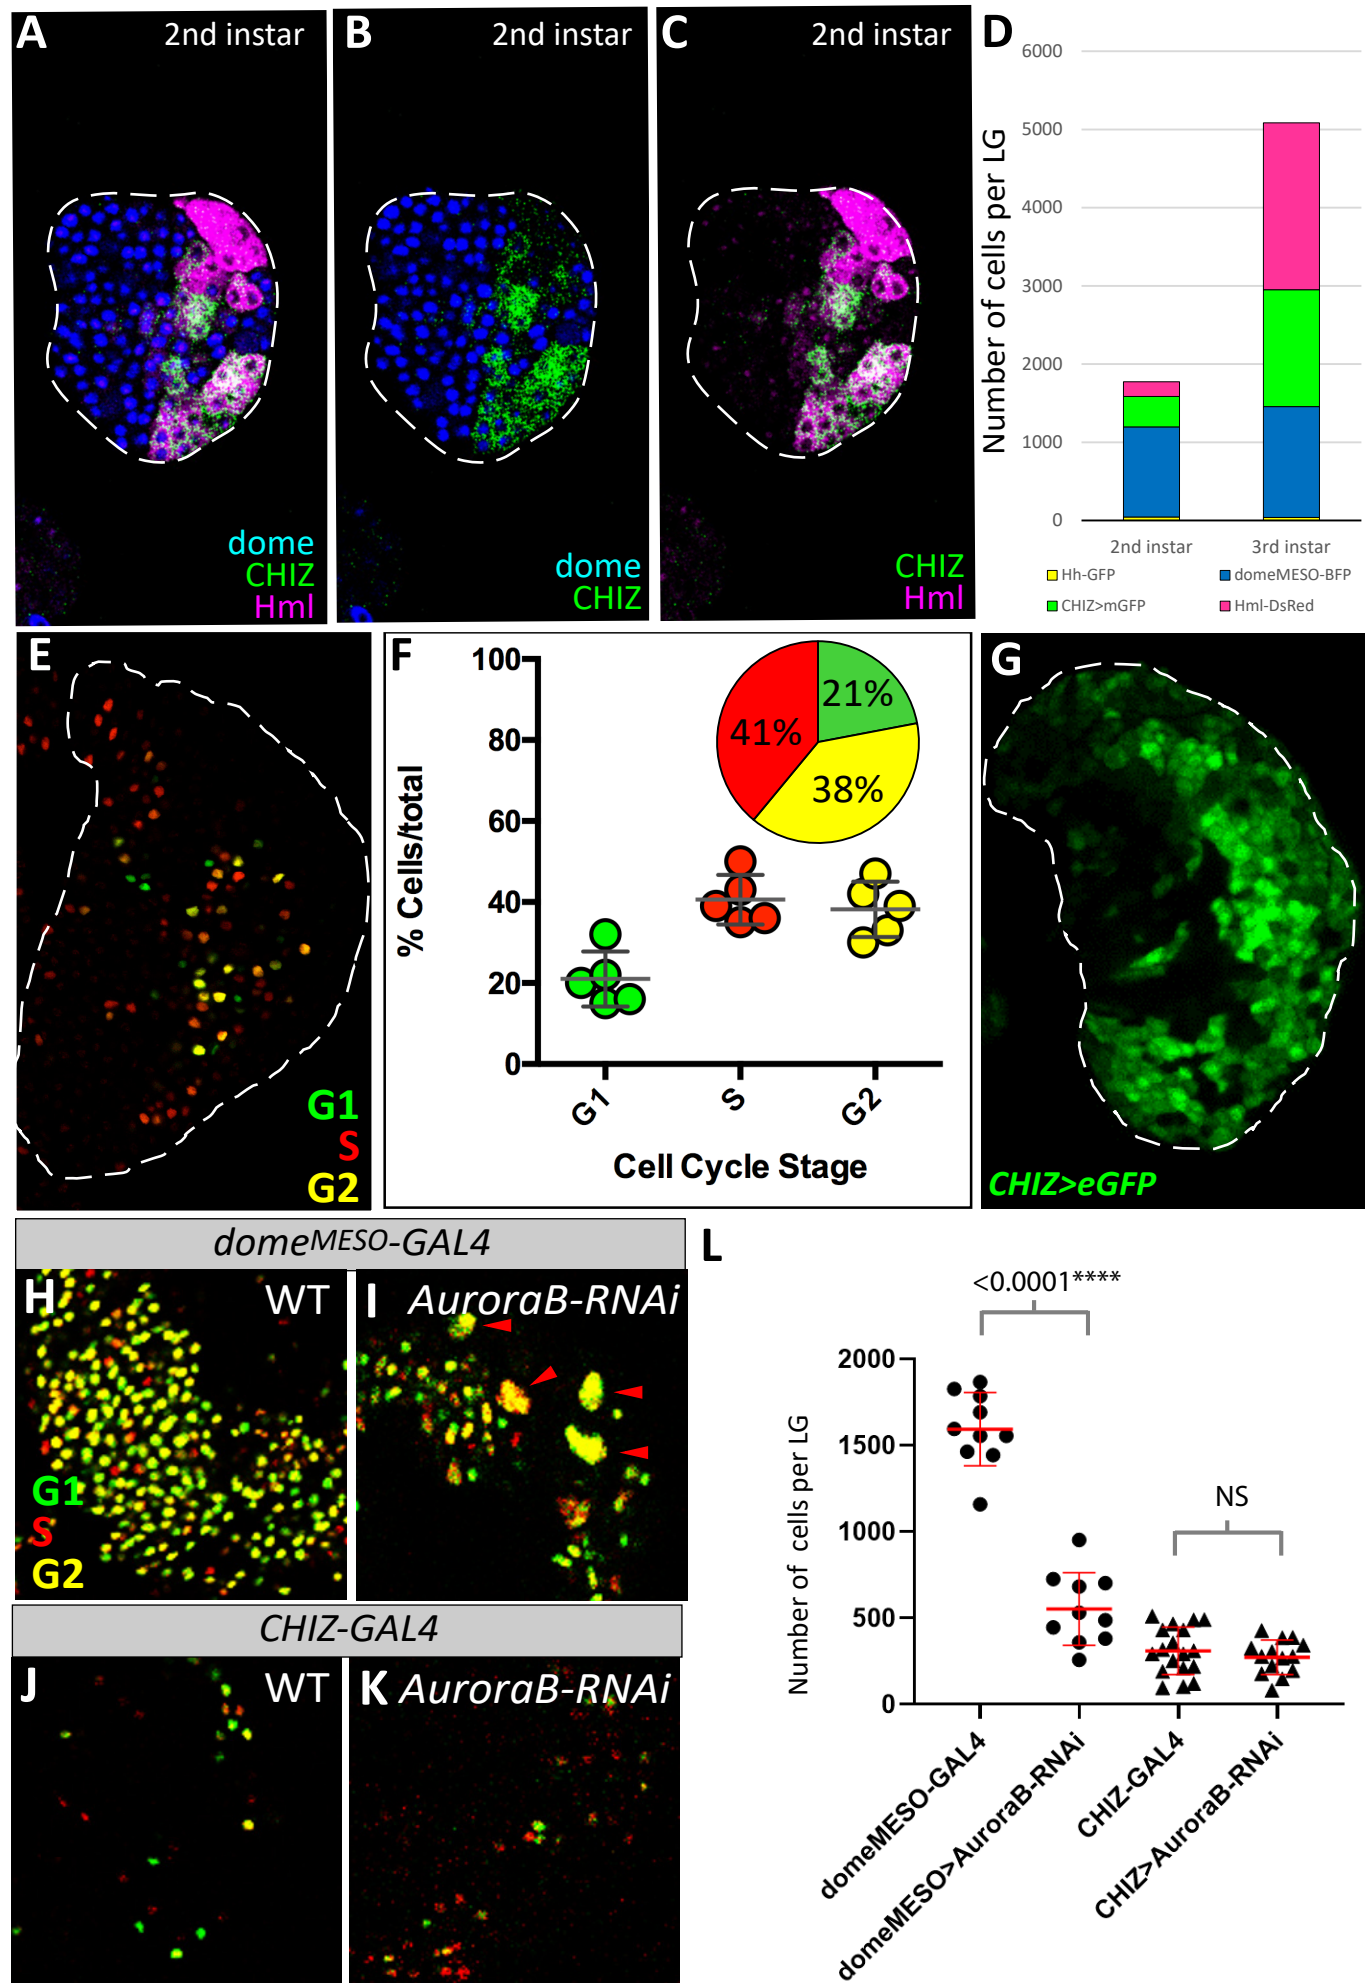 A 2nd instar
dome
CHIZ
Hml
B 2nd instar
dome
CHIZ
C 2nd instar
CHIZ
Hml
D
Number of cells per LG
6000
5000
4000
3000
2000
1000
0
2nd instar 3rd instar
Hh-GFP domeMESO-BFP
CHIZ>mGFP Hml-DsRed
E
G1
S
G2
F
% Cells/total
100
80
60
40
20
0
21%
41%
38%
G1 S G2
Cell Cycle Stage
G
CHIZ>eGFP
domeMESO-GAL4
H WT
G1
S
G2
I AuroraB-RNAi
CHIZ-GAL4
J WT
K AuroraB-RNAi
L
<0.0001****
NS
Number of cells per LG
2000
1500
1000
500
0
domeMESO-GAL4
domeMESO>AuroraB-RNAi
CHIZ-GAL4
CHIZ>AuroraB-RNAi